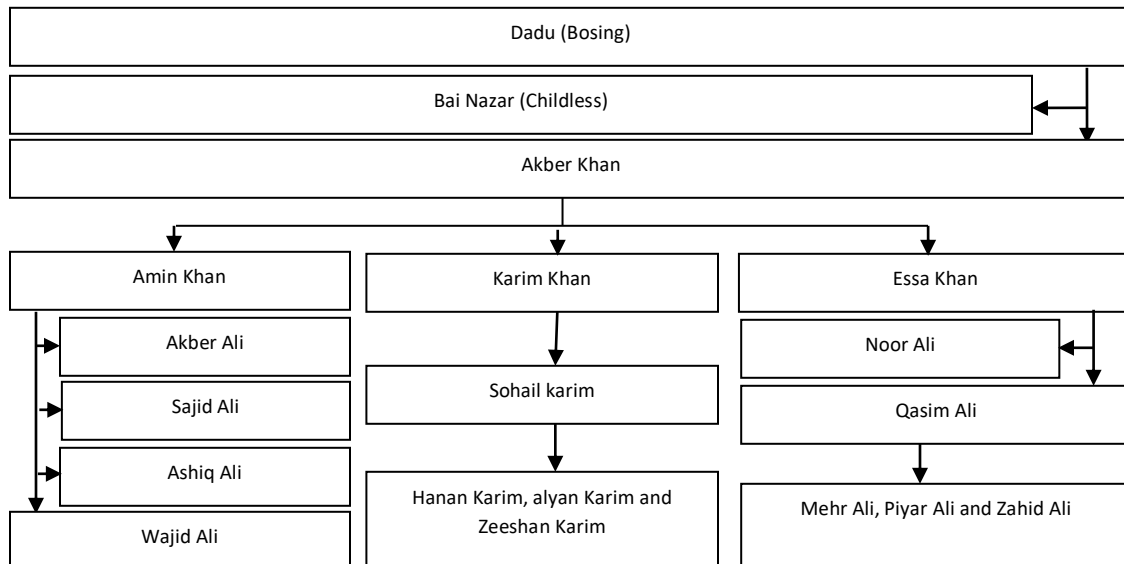 Dadu (Bosing)
Bai Nazar (Childless)
Akber Khan
Amin Khan
Karim Khan
Essa Khan
Akber Ali
Noor Ali
Sohail karim
Sajid Ali
Qasim Ali
Ashiq Ali
Hanan Karim, alyan Karim and
Zeeshan Karim
Mehr Ali, Piyar Ali and Zahid Ali
Wajid Ali